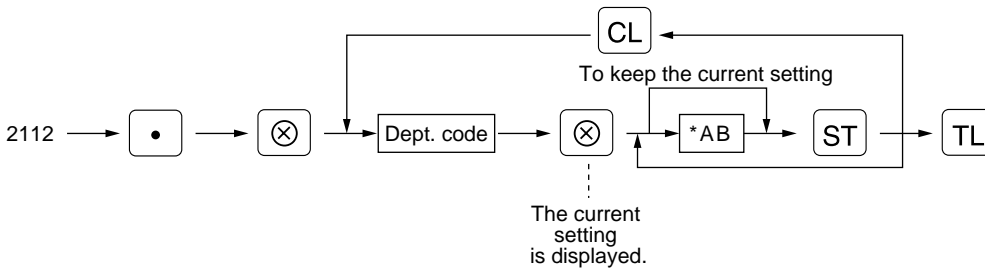 CL
To keep the current setting
2112 • ⊗ Dept. code ⊗ *AB ST TL
The current
setting
is displayed.